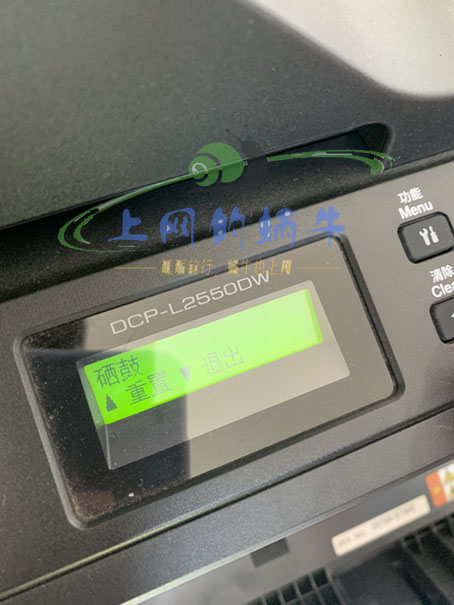 功能
Menu
上网的蜗牛
清除
Clea
DCP-L2550DW
硒鼓
▲ 重置 ▼ 退出